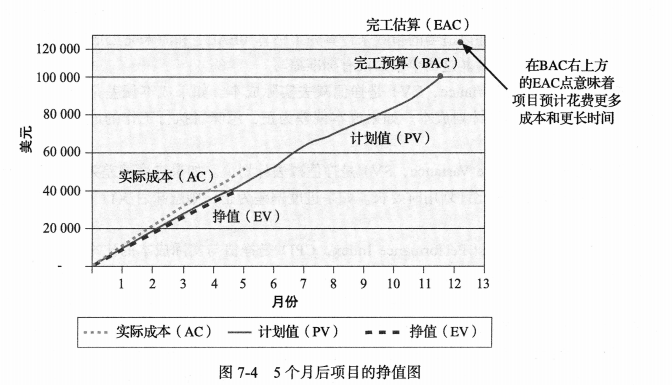 完工估算（EAC）
120 000
完工预算（BAC）
100 000
在BAC右上方
的EAC点意味着
项目预计花费更多
成本和更长时间
80 000
计划值（PV）
美元
60 000
实际成本（AC）
40 000
挣值（EV）
20 000
-
1 2 3 4 5 6 7 8 9 10 11 12 13
月份
实际成本（AC） 计划值（PV） 挣值（EV）
图 7-4 5 个月后项目的挣值图